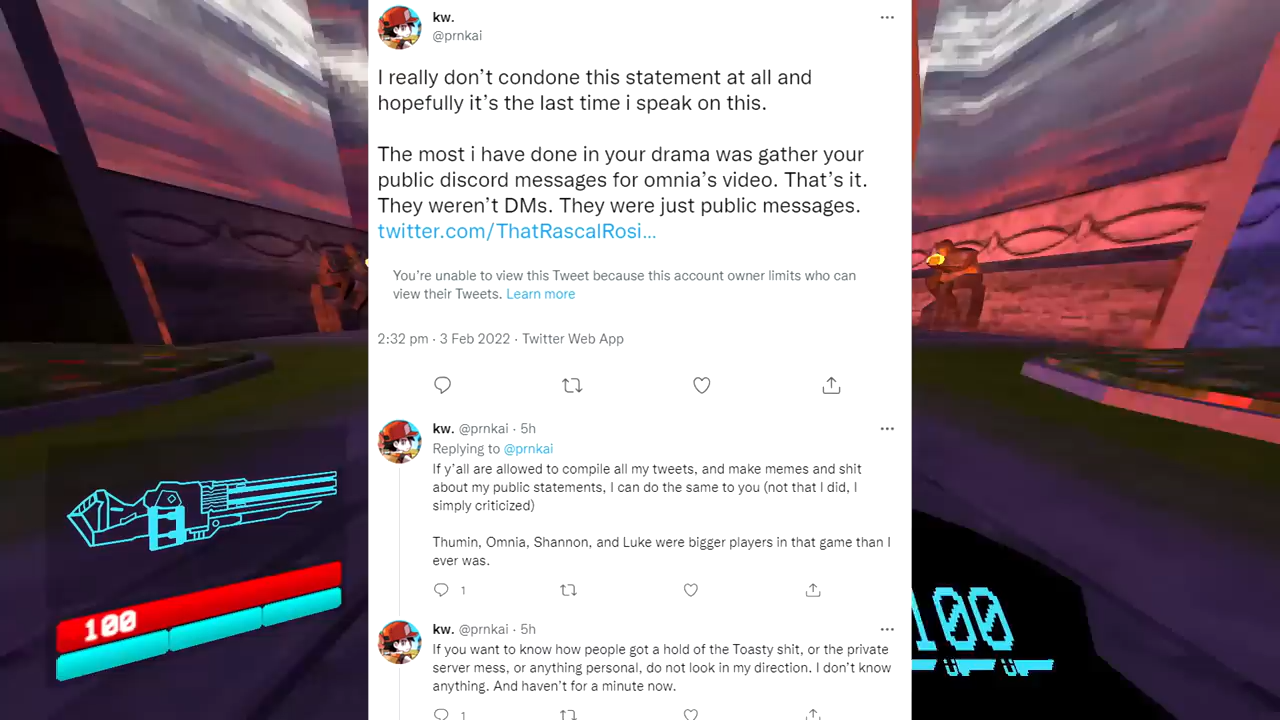 kw.
@prnkai
I really don't condone this statement at all and
hopefully it's the last time i speak on this.
The most i have done in your drama was gather your
public discord messages for omnia's video. That's it.
They weren't DMs. They were just public messages.
twitter.com/ThatRascalRosi...
You're unable to view this Tweet because this account owner limits who can
view their Tweets. Learn more
2:32 pm · 3 Feb 2022 · Twitter Web App
kw. @prnkai · 5h
Replying to @prnkai
If y'all are allowed to compile all my tweets, and make memes and shit
about my public statements, I can do the same to you (not that I did, I
simply criticized)
Thumin, Omnia, Shannon, and Luke were bigger players in that game than I
ever was.
1
kw. @prnkai · 5h
If you want to know how people got a hold of the Toasty shit, or the private
server mess, or anything personal, do not look in my direction. I don't know
anything. And haven't for a minute now.
1
100
100